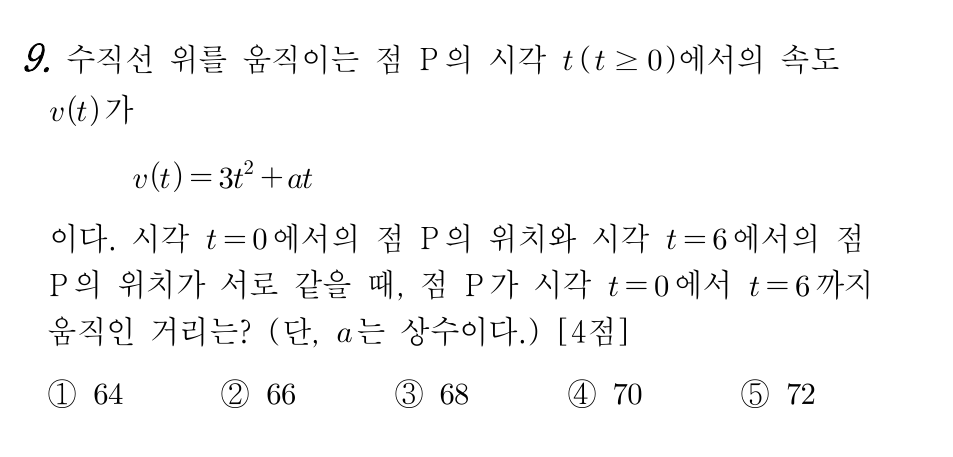 9. 수직선 위를 움직이는 점 P의 시각 t(t ≥ 0)에서의 속도
v(t)가
v(t) = 3t² + at
이다. 시각 t = 0에서의 점 P의 위치와 시각 t = 6에서의 점
P의 위치가 서로 같을 때, 점 P가 시각 t = 0에서 t = 6까지
움직인 거리는? (단, a는 상수이다.) [4점]
① 64 ② 66 ③ 68 ④ 70 ⑤ 72